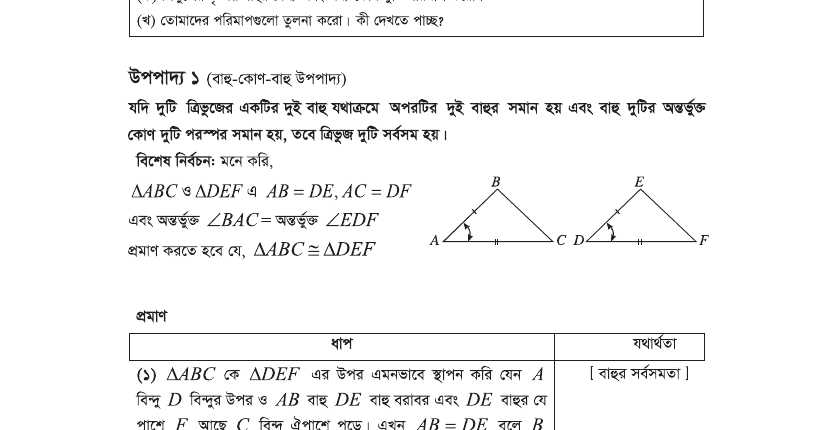 (খ) তোমাদের পরিমাপগুলো তুলনা করো। কী দেখতে পাচ্ছ?
উপপাদ্য ১ (বাহু-কোণ-বাহু উপপাদ্য)
যদি দুটি ত্রিভুজের একটির দুই বাহু যথাক্রমে অপরটির দুই বাহুর সমান হয় এবং বাহু দুটির অন্তর্ভুক্ত
কোণ দুটি পরস্পর সমান হয়, তবে ত্রিভুজ দুটি সর্বসম হয়।
বিশেষ নির্বচন: মনে করি,
ΔABC ও ΔDEF এ AB = DE, AC = DF
এবং অন্তর্ভুক্ত ∠BAC = অন্তর্ভুক্ত ∠EDF
প্রমাণ করতে হবে যে, ΔABC ≅ ΔDEF
B E
A C D F
প্রমাণ
ধাপ যথার্থতা
(১) ΔABC কে ΔDEF এর উপর এমনভাবে স্থাপন করি যেন A [ বাহুর সর্বসমতা ]
বিন্দু D বিন্দুর উপর ও AB বাহু DE বাহু বরাবর এবং DE বাহুর যে
পাশে F আছে C বিন্দু ঐপাশে পড়ে। এখন AB = DE বলে B